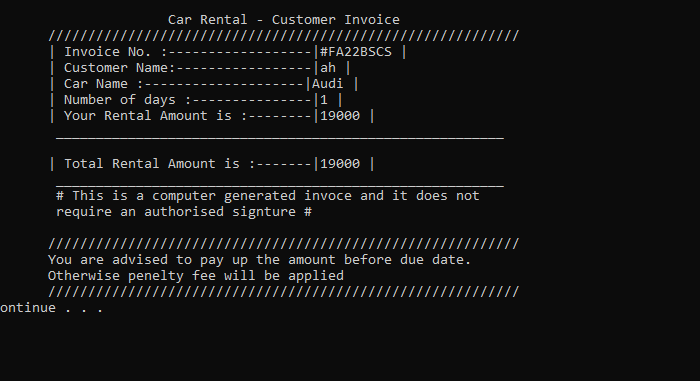 Car Rental - Customer Invoice
///////////////////////////////////////////////////////////
| Invoice No. :------------------|#FA22BSCS |
| Customer Name:-----------------|ah |
| Car Name :--------------------|Audi |
| Number of days :---------------|1 |
| Your Rental Amount is :--------|19000 |
________________________________________________________
| Total Rental Amount is :-------|19000 |
________________________________________________________
# This is a computer generated invoce and it does not
require an authorised signture #
///////////////////////////////////////////////////////////
You are advised to pay up the amount before due date.
Otherwise penelty fee will be applied
///////////////////////////////////////////////////////////
ontinue . . .